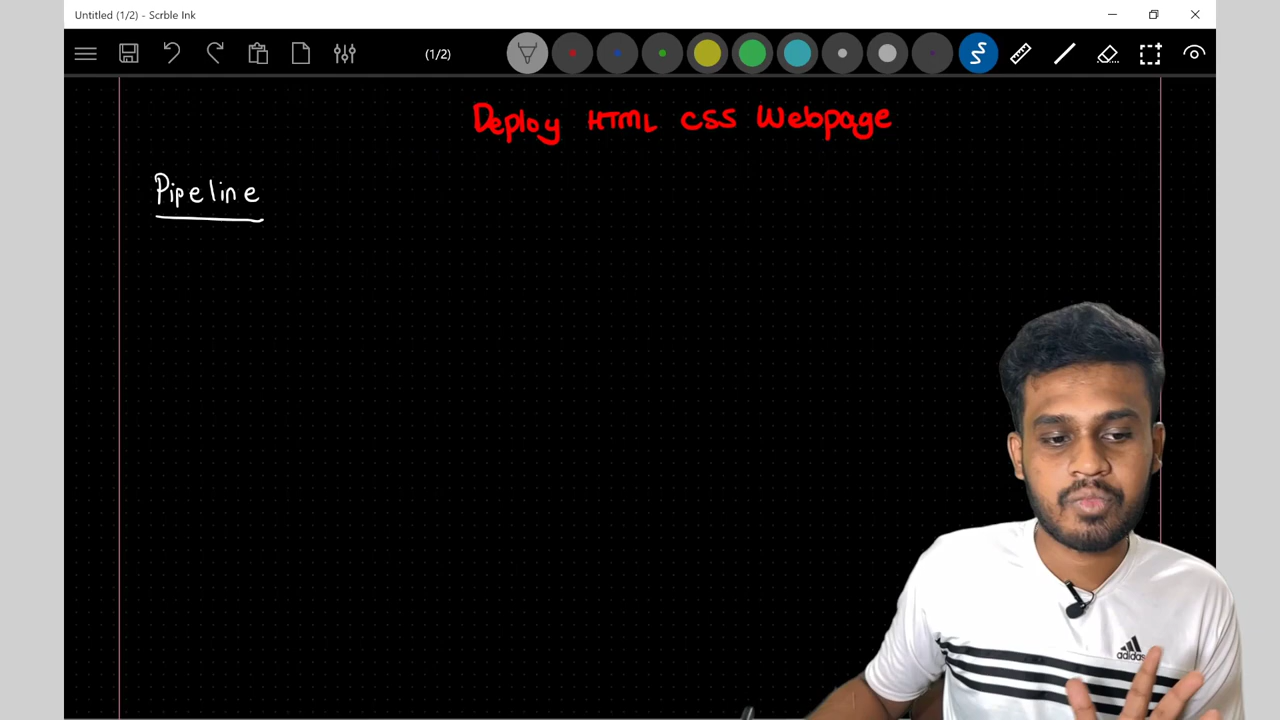 Untitled (1/2) - Scrble Ink
(1/2)
Deploy HTML CSS Webpage
Pipeline
adidas